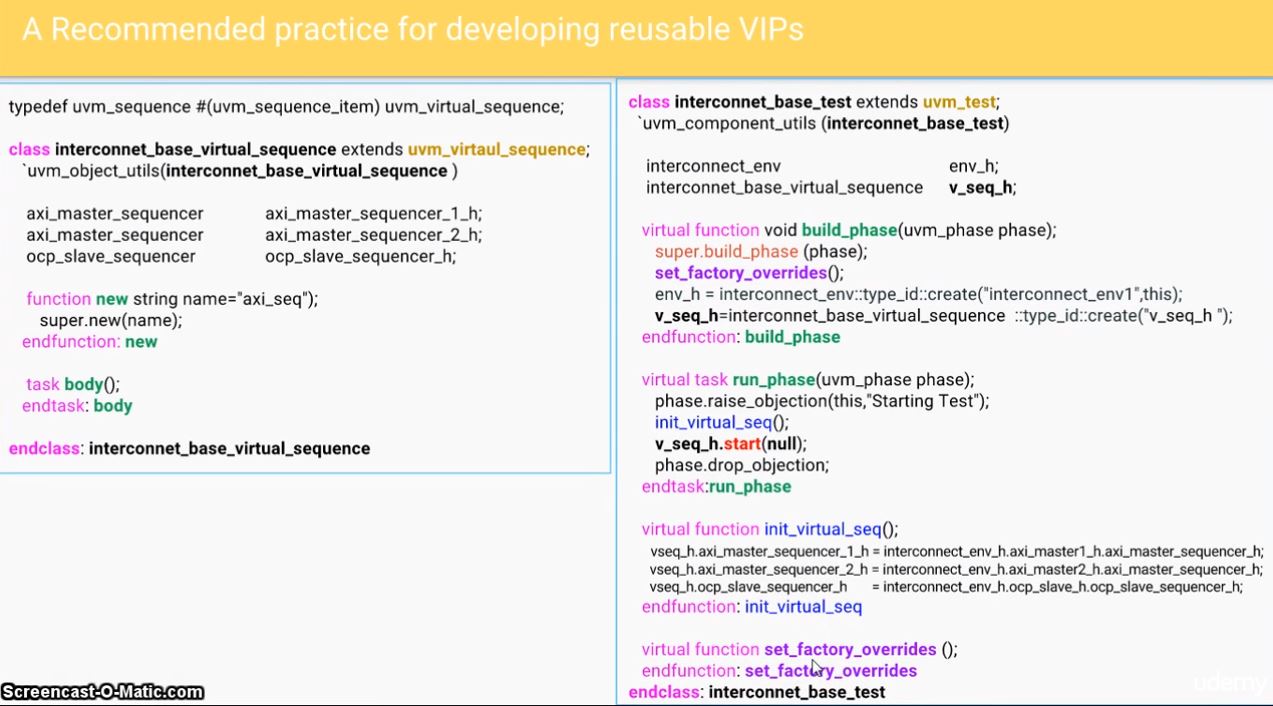 A Recommended practice for developing reusable VIPs
typedef uvm_sequence #(uvm_sequence_item) uvm_virtual_sequence;
class interconnet_base_virtual_sequence extends uvm_virtaul_sequence;
`uvm_object_utils(interconnet_base_virtual_sequence )
axi_master_sequencer axi_master_sequencer_1_h;
axi_master_sequencer axi_master_sequencer_2_h;
ocp_slave_sequencer ocp_slave_sequencer_h;
function new string name="axi_seq");
super.new(name);
endfunction: new
task body();
endtask: body
endclass: interconnet_base_virtual_sequence
class interconnet_base_test extends uvm_test;
`uvm_component_utils (interconnet_base_test)
interconnect_env env_h;
interconnect_base_virtual_sequence v_seq_h;
virtual function void build_phase(uvm_phase phase);
super.build_phase (phase);
set_factory_overrides();
env_h = interconnect_env::type_id::create("interconnect_env1",this);
v_seq_h=interconnect_base_virtual_sequence ::type_id::create("v_seq_h ");
endfunction: build_phase
virtual task run_phase(uvm_phase phase);
phase.raise_objection(this,"Starting Test");
init_virtual_seq();
v_seq_h.start(null);
phase.drop_objection;
endtask:run_phase
virtual function init_virtual_seq();
vseq_h.axi_master_sequencer_1_h = interconnect_env_h.axi_master1_h.axi_master_sequencer_h;
vseq_h.axi_master_sequencer_2_h = interconnect_env_h.axi_master2_h.axi_master_sequencer_h;
vseq_h.ocp_slave_sequencer_h = interconnect_env_h.ocp_slave_h.ocp_slave_sequencer_h;
endfunction: init_virtual_seq
virtual function set_factory_overrides ();
endfunction: set_factory_overrides
endclass: interconnet_base_test
Screencast-O-Matic.com
udemy